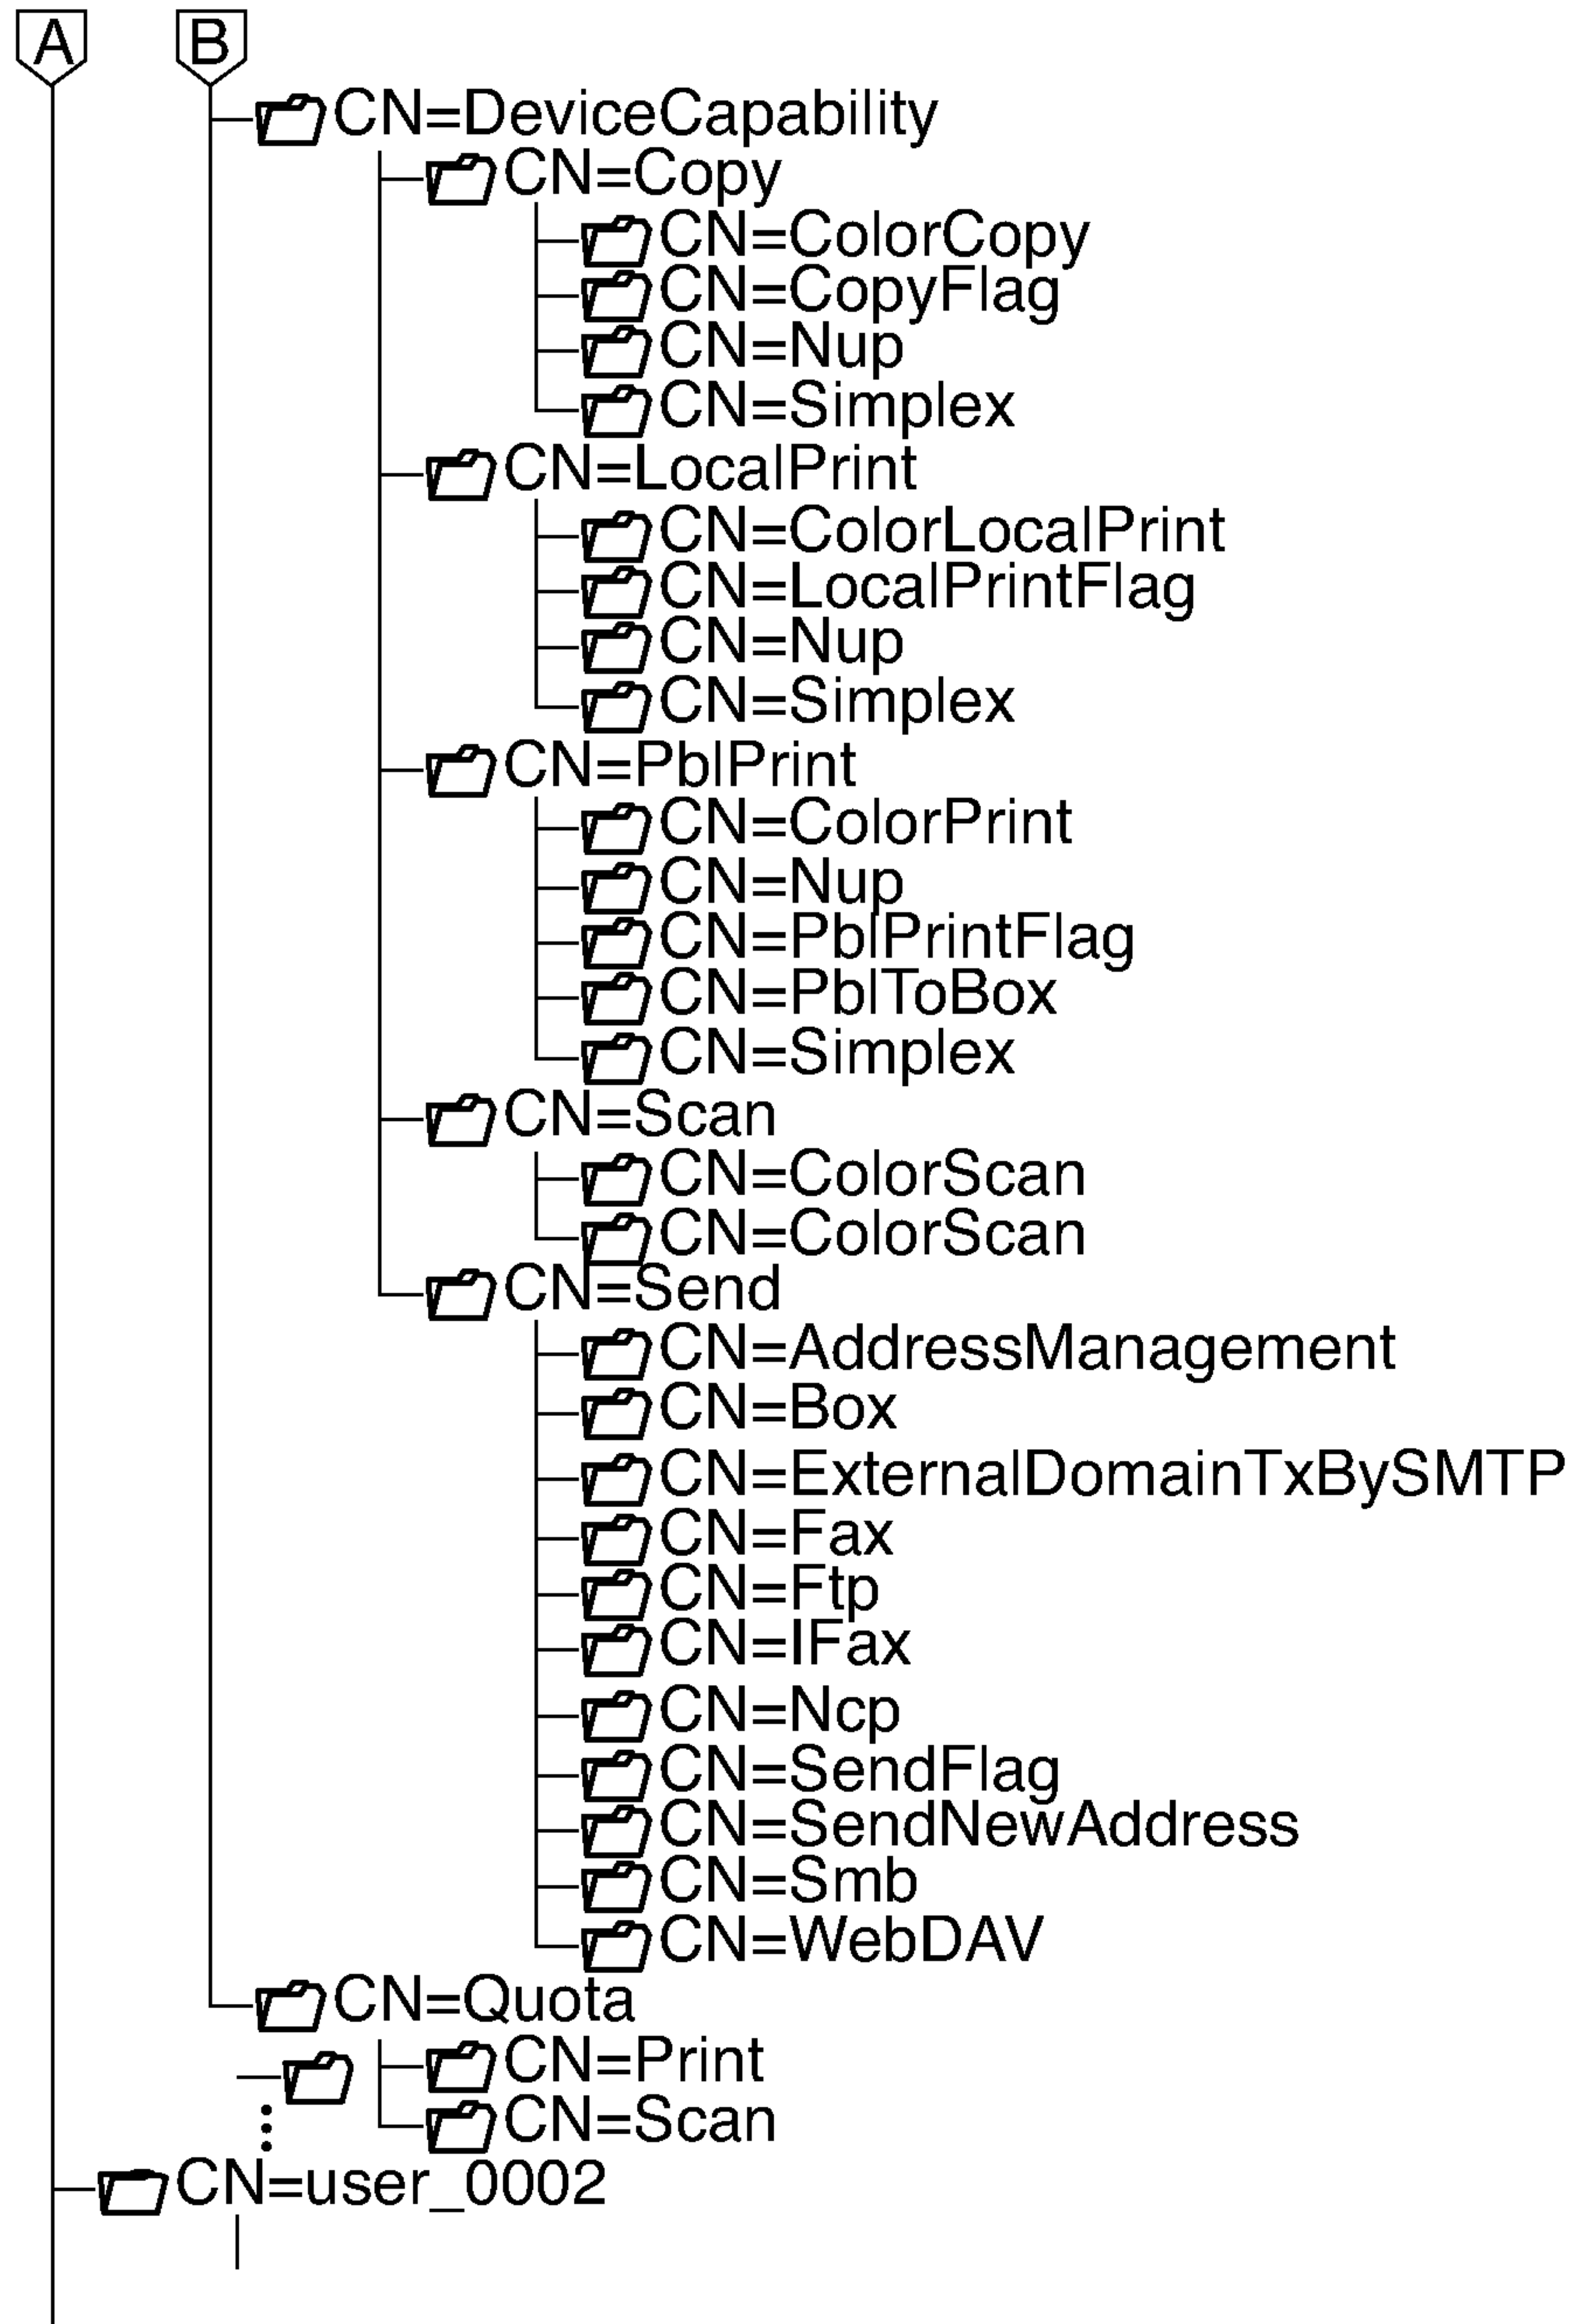 A B
CN=DeviceCapability
CN=Copy
CN=ColorCopy
CN=CopyFlag
CN=Nup
CN=Simplex
CN=LocalPrint
CN=ColorLocalPrint
CN=LocalPrintFlag
CN=Nup
CN=Simplex
CN=PblPrint
CN=ColorPrint
CN=Nup
CN=PblPrintFlag
CN=PblToBox
CN=Simplex
CN=Scan
CN=ColorScan
CN=ColorScan
CN=Send
CN=AddressManagement
CN=Box
CN=ExternalDomainTxBySMTP
CN=Fax
CN=Ftp
CN=IFax
CN=Ncp
CN=SendFlag
CN=SendNewAddress
CN=Smb
CN=WebDAV
CN=Quota
CN=Print
CN=Scan
CN=user_0002